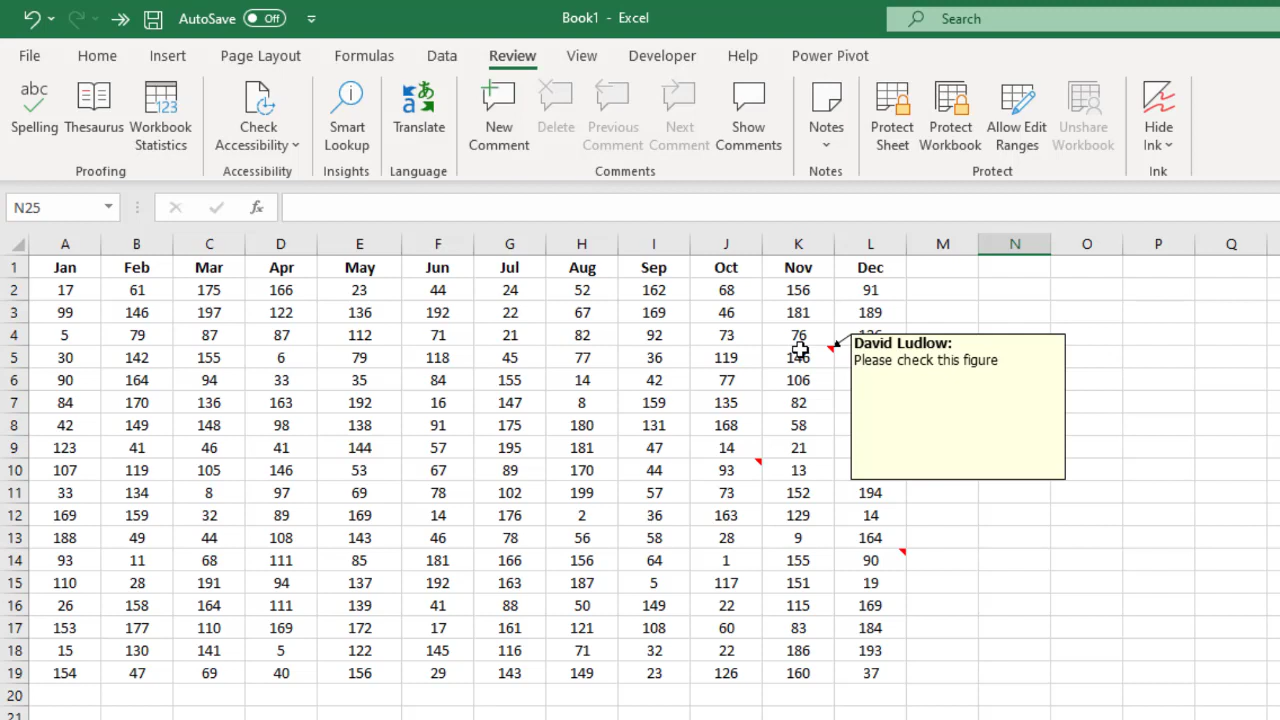 AutoSave Off
Book1 - Excel
Search
File Home Insert Page Layout Formulas Data Review View Developer Help Power Pivot
abc
123
Spelling Thesaurus Workbook Statistics
Check Accessibility
Smart Lookup
Translate
New Comment Delete Previous Comment Next Comment Show Comments
Notes
Protect Sheet Protect Workbook Allow Edit Ranges Unshare Workbook
Hide Ink
Proofing Accessibility Insights Language Comments Notes Protect Ink
N25 fx
A B C D E F G H I J K L M N O P Q
1 Jan Feb Mar Apr May Jun Jul Aug Sep Oct Nov Dec
2 17 61 175 166 23 44 24 52 162 68 156 91
3 99 146 197 122 136 192 22 67 169 46 181 189
4 5 79 87 87 112 71 21 82 92 73 76
5 30 142 155 6 79 118 45 77 36 119
6 90 164 94 33 35 84 155 14 42 77 106
7 84 170 136 163 192 16 147 8 159 135 82
8 42 149 148 98 138 91 175 180 131 168 58
9 123 41 46 41 144 57 195 181 47 14 21
10 107 119 105 146 53 67 89 170 44 93 13
11 33 134 8 97 69 78 102 199 57 73 152 194
12 169 159 32 89 169 14 176 2 36 163 129 14
13 188 49 44 108 143 46 78 56 58 28 9 164
14 93 11 68 111 85 181 166 156 64 1 155 90
15 110 28 191 94 137 192 163 187 5 117 151 19
16 26 158 164 111 139 41 88 50 149 22 115 169
17 153 177 110 169 172 17 161 121 108 60 83 184
18 15 130 141 5 122 145 116 71 32 22 186 193
19 154 47 69 40 156 29 143 149 23 126 160 37
20
21
David Ludlow:
Please check this figure